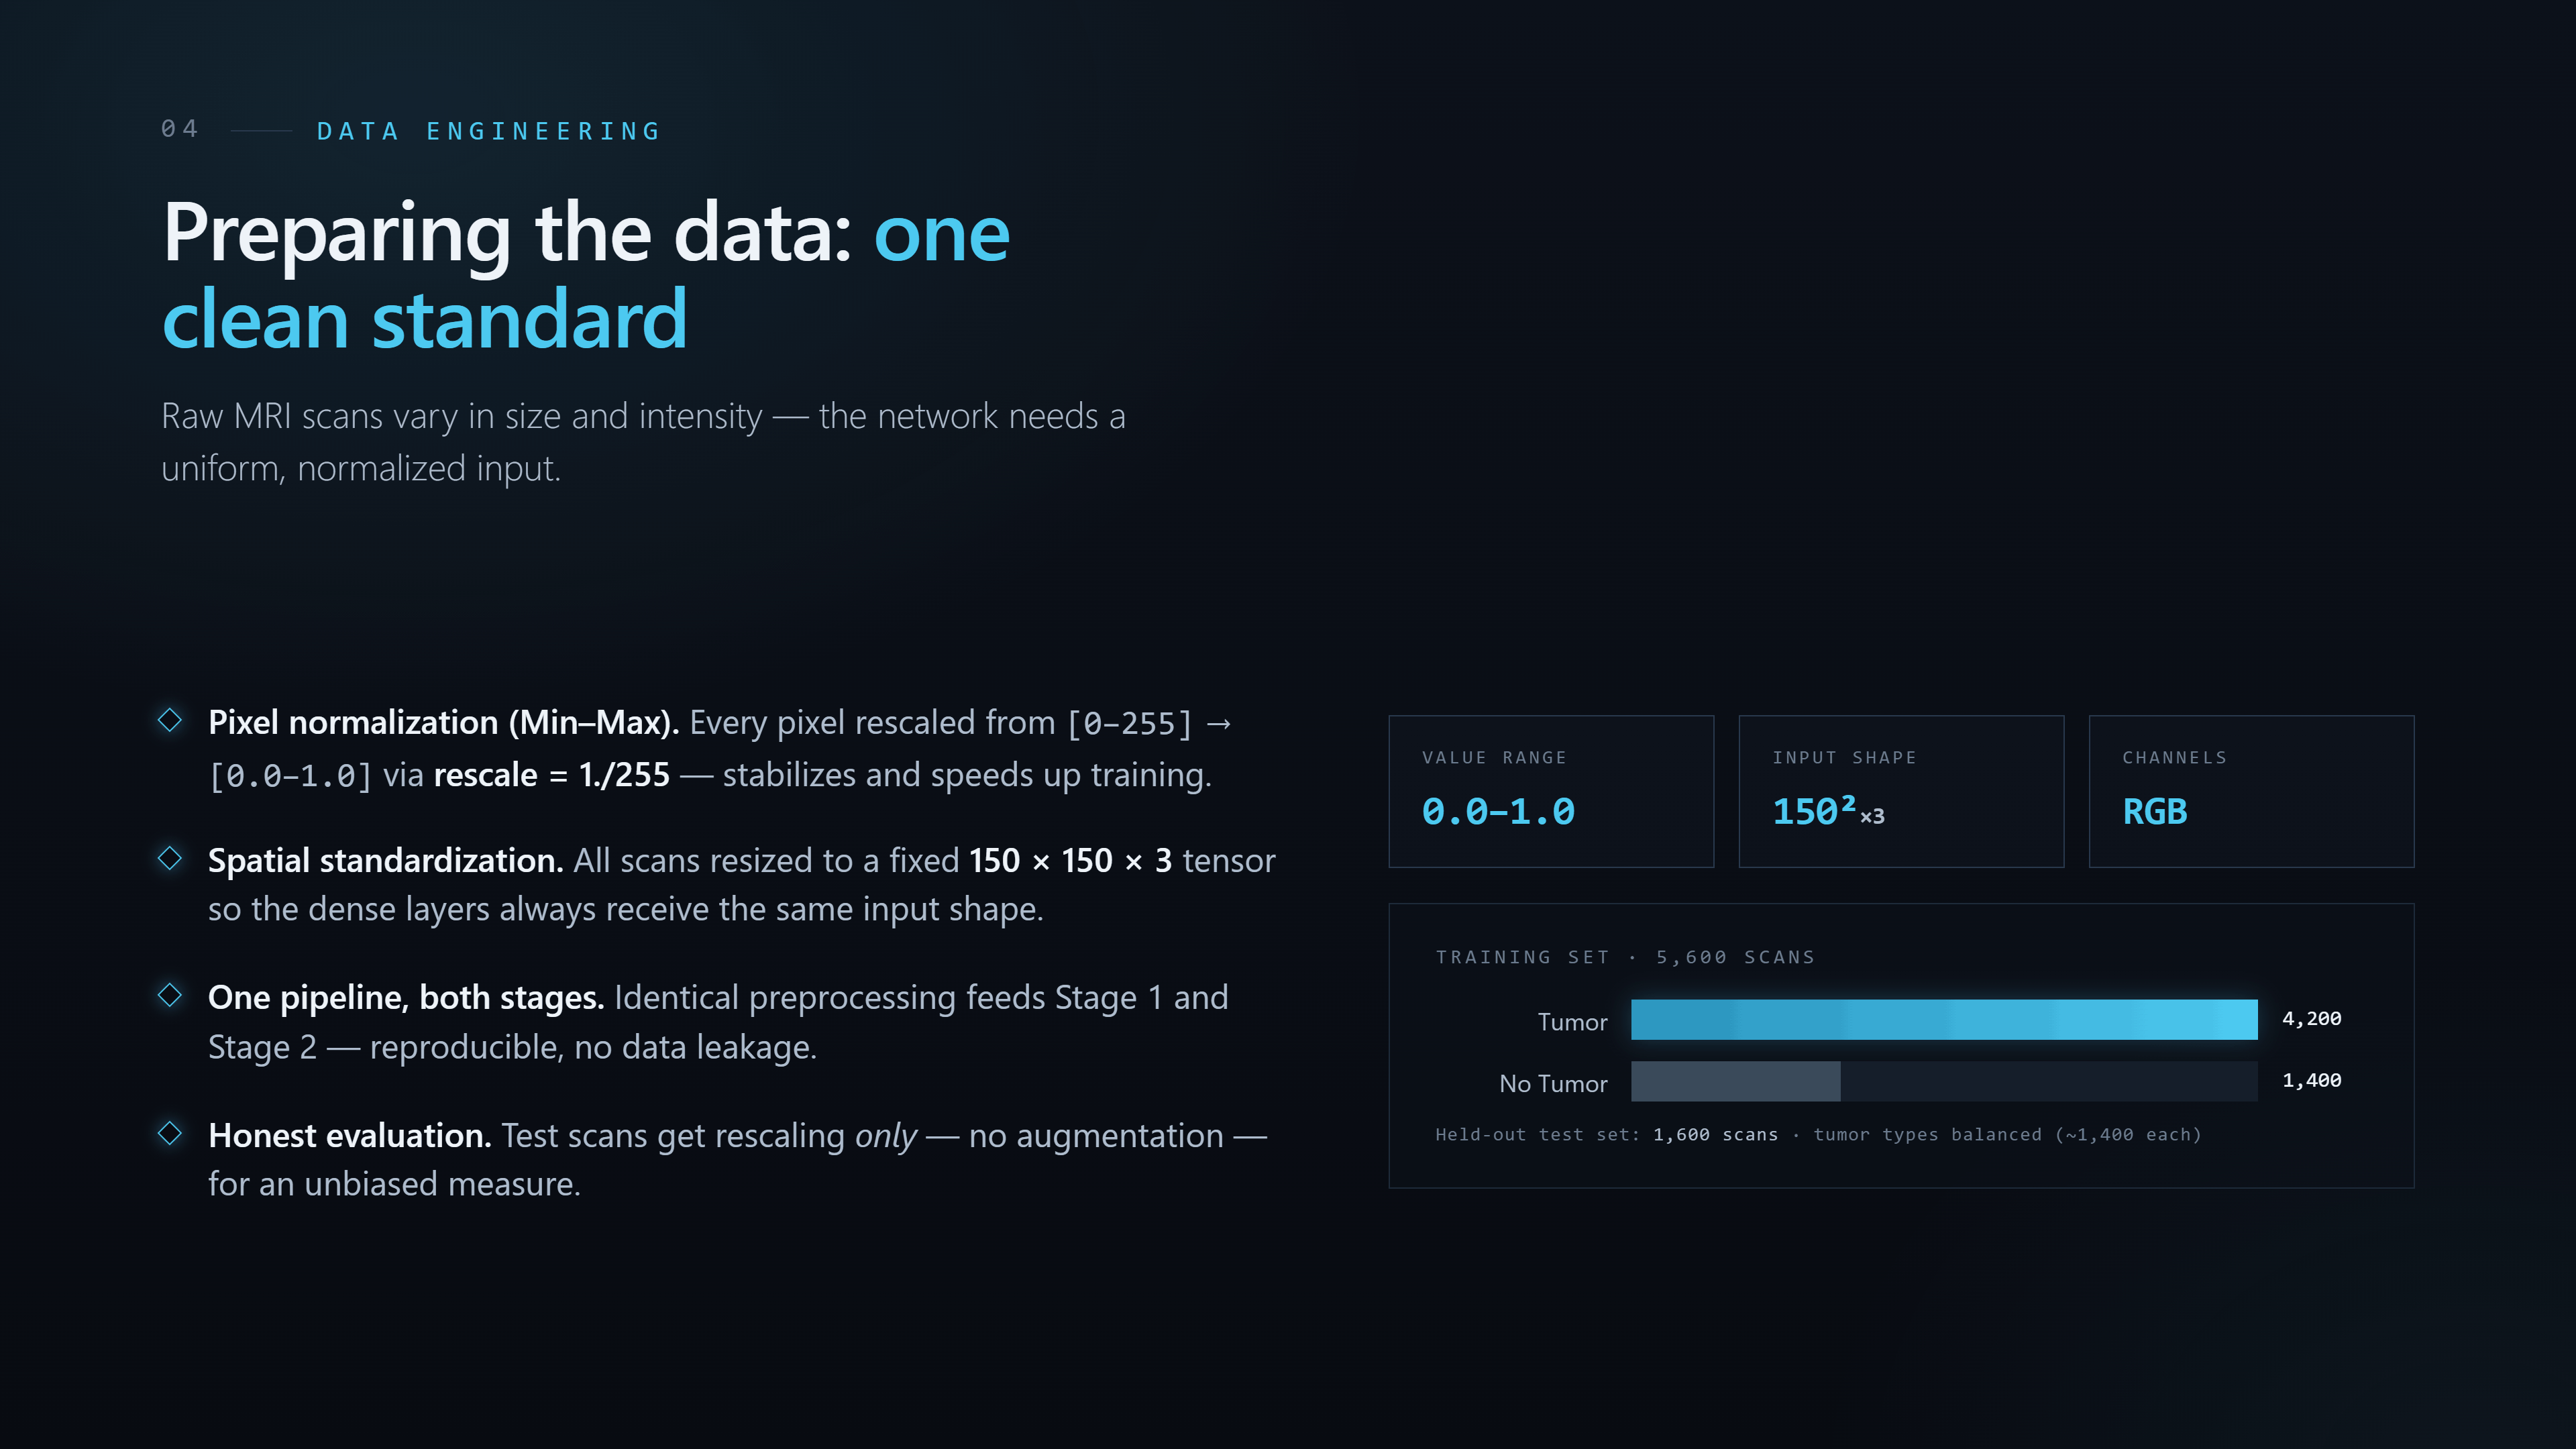 04 — DATA ENGINEERING
Preparing the data: one
clean standard
Raw MRI scans vary in size and intensity — the network needs a
uniform, normalized input.
Pixel normalization (Min–Max). Every pixel rescaled from [0–255] →
[0.0–1.0] via rescale = 1./255 — stabilizes and speeds up training.
Spatial standardization. All scans resized to a fixed 150 × 150 × 3 tensor
so the dense layers always receive the same input shape.
One pipeline, both stages. Identical preprocessing feeds Stage 1 and
Stage 2 — reproducible, no data leakage.
Honest evaluation. Test scans get rescaling only — no augmentation —
for an unbiased measure.
VALUE RANGE
0.0–1.0
INPUT SHAPE
150²×3
CHANNELS
RGB
TRAINING SET · 5,600 SCANS
Tumor 4,200
No Tumor 1,400
Held-out test set: 1,600 scans · tumor types balanced (~1,400 each)